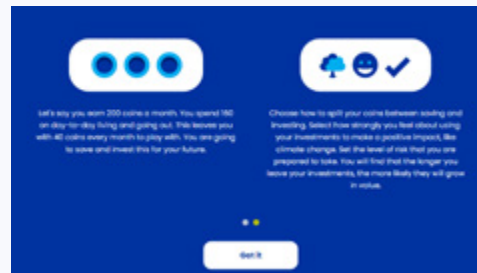 Let's say you earn 200 coins a month. You spend 160
on day-to-day living and going out. This leaves you
with 40 coins every month to play with. You are going
to save and invest this for your future.
Choose how to split your coins between saving and
investing. Select how strongly you feel about using
your investments to make a positive impact, like
climate change. Set the level of risk that you are
prepared to take. You will find that the longer you
leave your investments, the more likely they will grow
in value.
Got it